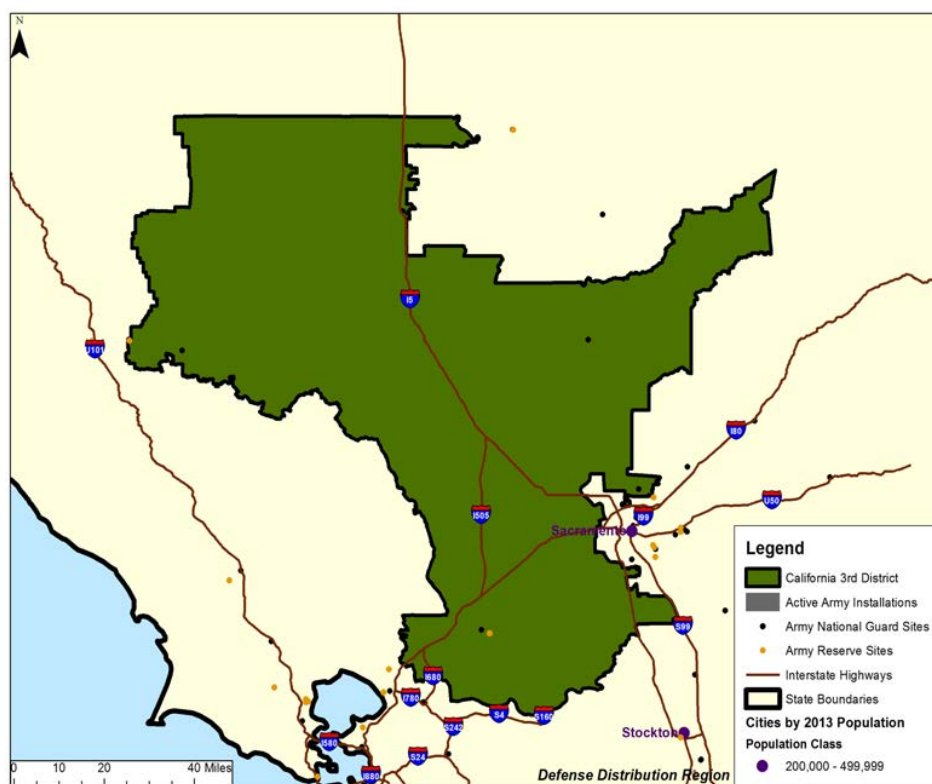 N
I5
U101
I80
U50
I505
I99
Sacramento
S99
I680
I780
S4
S160
S242
I580
S24
Stockton
I880
0 10 20 40 Miles
Defense Distribution Region
Legend
California 3rd District
Active Army Installations
Army National Guard Sites
Army Reserve Sites
Interstate Highways
State Boundaries
Cities by 2013 Population
Population Class
200,000 - 499,999